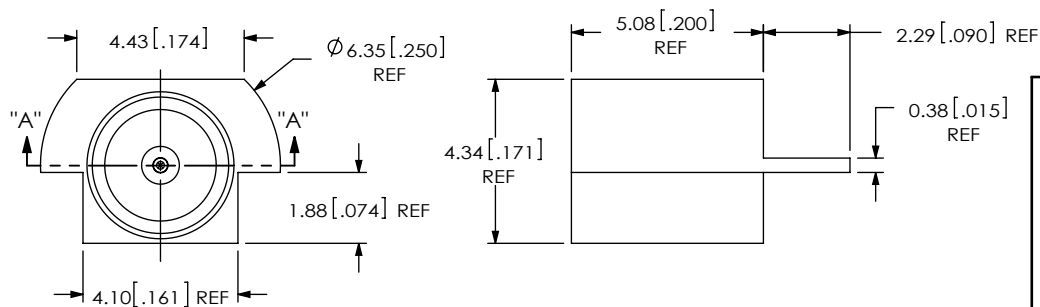 4.43[.174]
Ø6.35[.250]
REF
"A"
"A"
1.88[.074] REF
4.10[.161] REF
5.08[.200]
REF
2.29[.090] REF
0.38[.015]
REF
4.34[.171]
REF